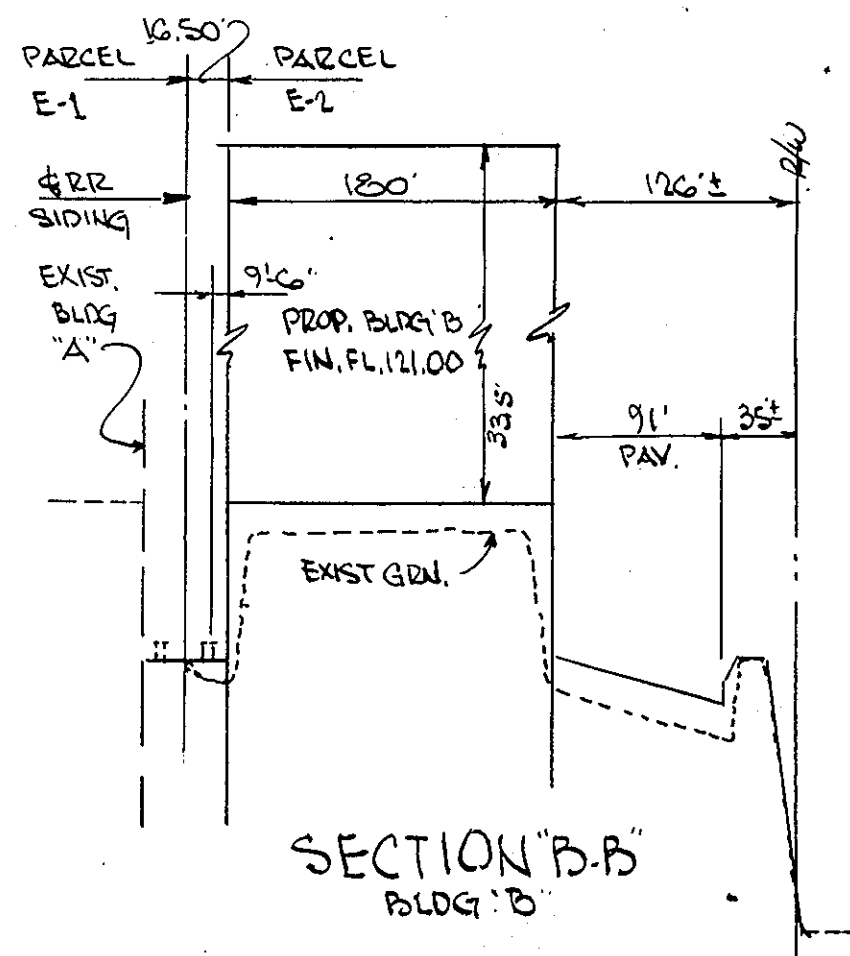 16.50'
PARCEL
E-1
PARCEL
E-2
R/W
℄ RR
SIDING
180'
126'±
EXIST.
BLDG
"A"
9'-6"
PROP. BLDG 'B
FIN. FL. 121.00
33.5'
91'
PAV.
35'±
EXIST GRN.
SECTION "B-B"
BLDG "B"